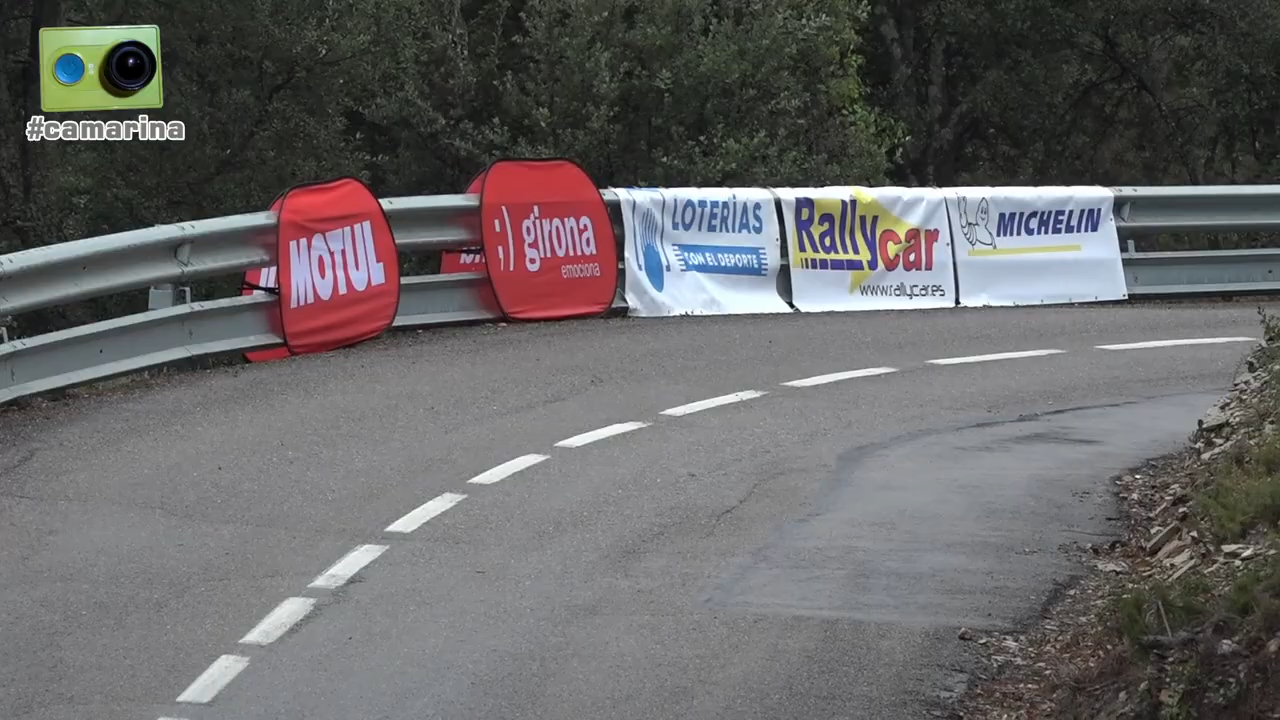 #camarina
MOTUL
;) girona
emociona
LOTERIAS
CON EL DEPORTE
Rallycar
www.rallycar.es
MICHELIN